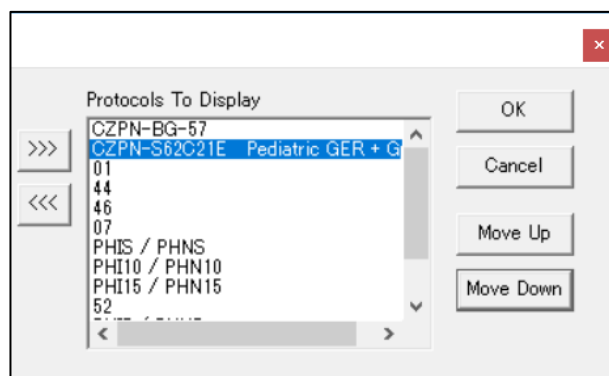 Protocols To Display
CZPN-BG-57
CZPN-S62C21E Pediatric GER + G
01
44
46
07
PHIS / PHNS
PHI10 / PHN10
PHI15 / PHN15
52
>>>
<<<
OK
Cancel
Move Up
Move Down